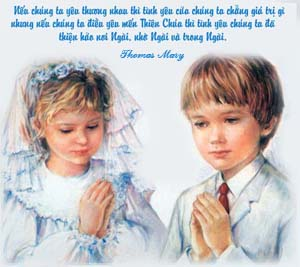 Nếu chúng ta yêu thương nhau thì tình yêu của chúng ta chẳng giá trị gì
nhưng nếu chúng ta điều yêu mến Thiên Chúa thì tình yêu chúng ta đã
thiện hảo nơi Ngài, nhờ Ngài và trong Ngài.
Thomas Mary